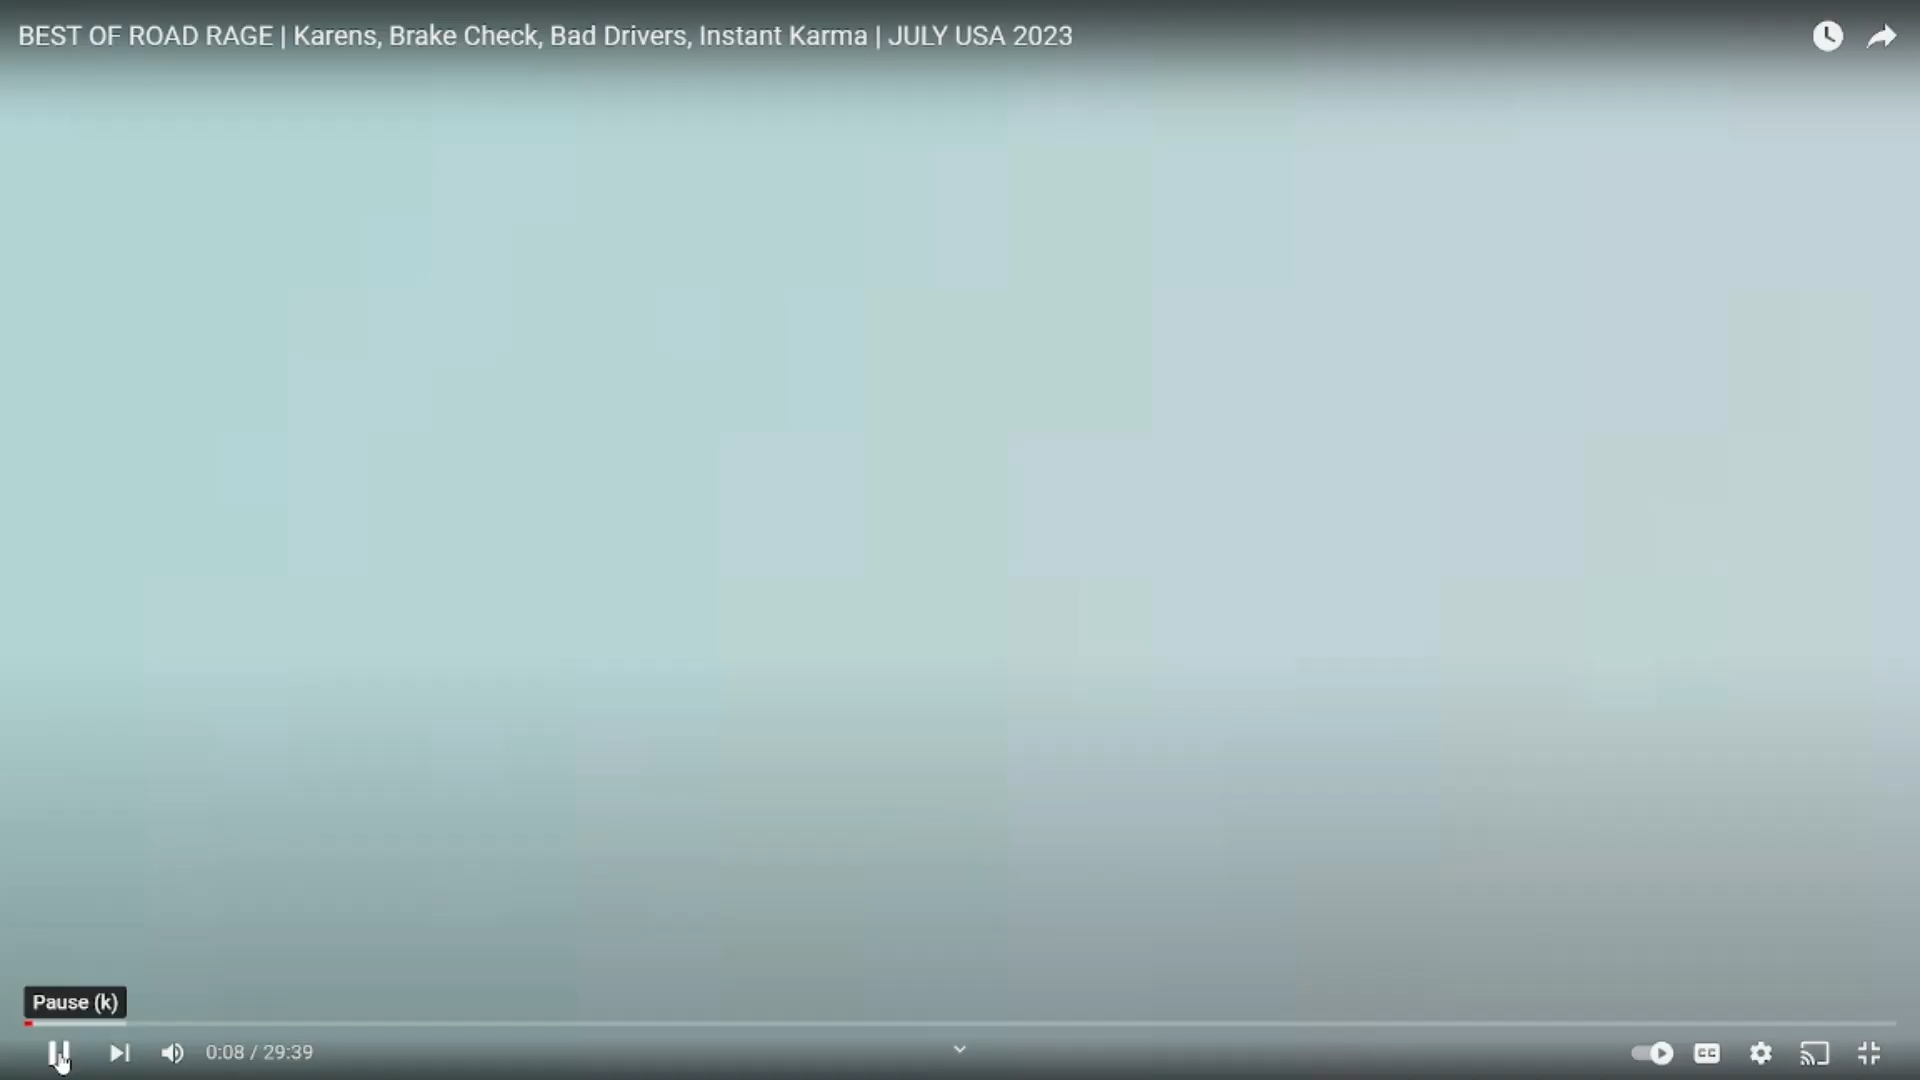 BEST OF ROAD RAGE | Karens, Brake Check, Bad Drivers, Instant Karma | JULY USA 2023
Pause (k)
0:08 / 29:39
CC